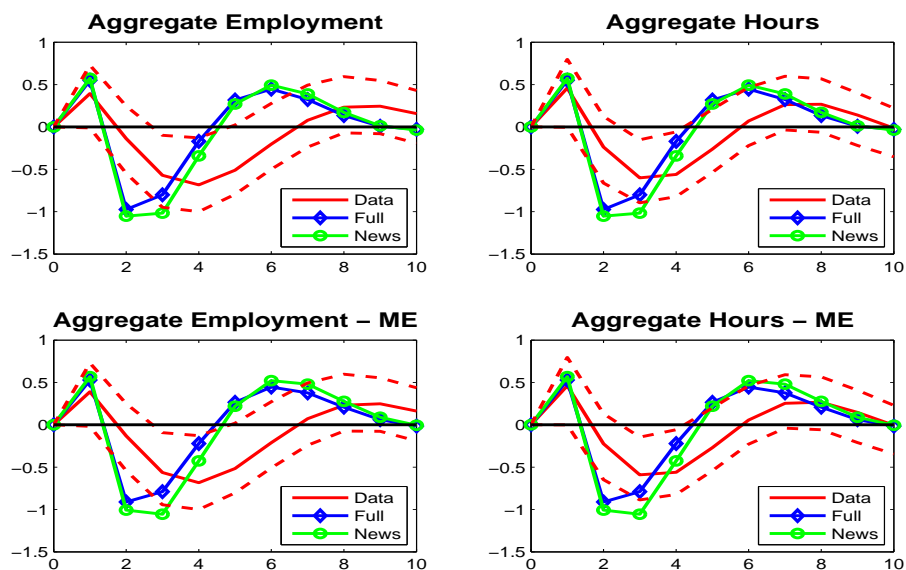 Aggregate Employment
1
0.5
0
−0.5
−1
−1.5
0 2 4 6 8 10
Data
Full
News
Aggregate Hours
1
0.5
0
−0.5
−1
−1.5
0 2 4 6 8 10
Data
Full
News
Aggregate Employment − ME
1
0.5
0
−0.5
−1
−1.5
0 2 4 6 8 10
Data
Full
News
Aggregate Hours − ME
1
0.5
0
−0.5
−1
−1.5
0 2 4 6 8 10
Data
Full
News